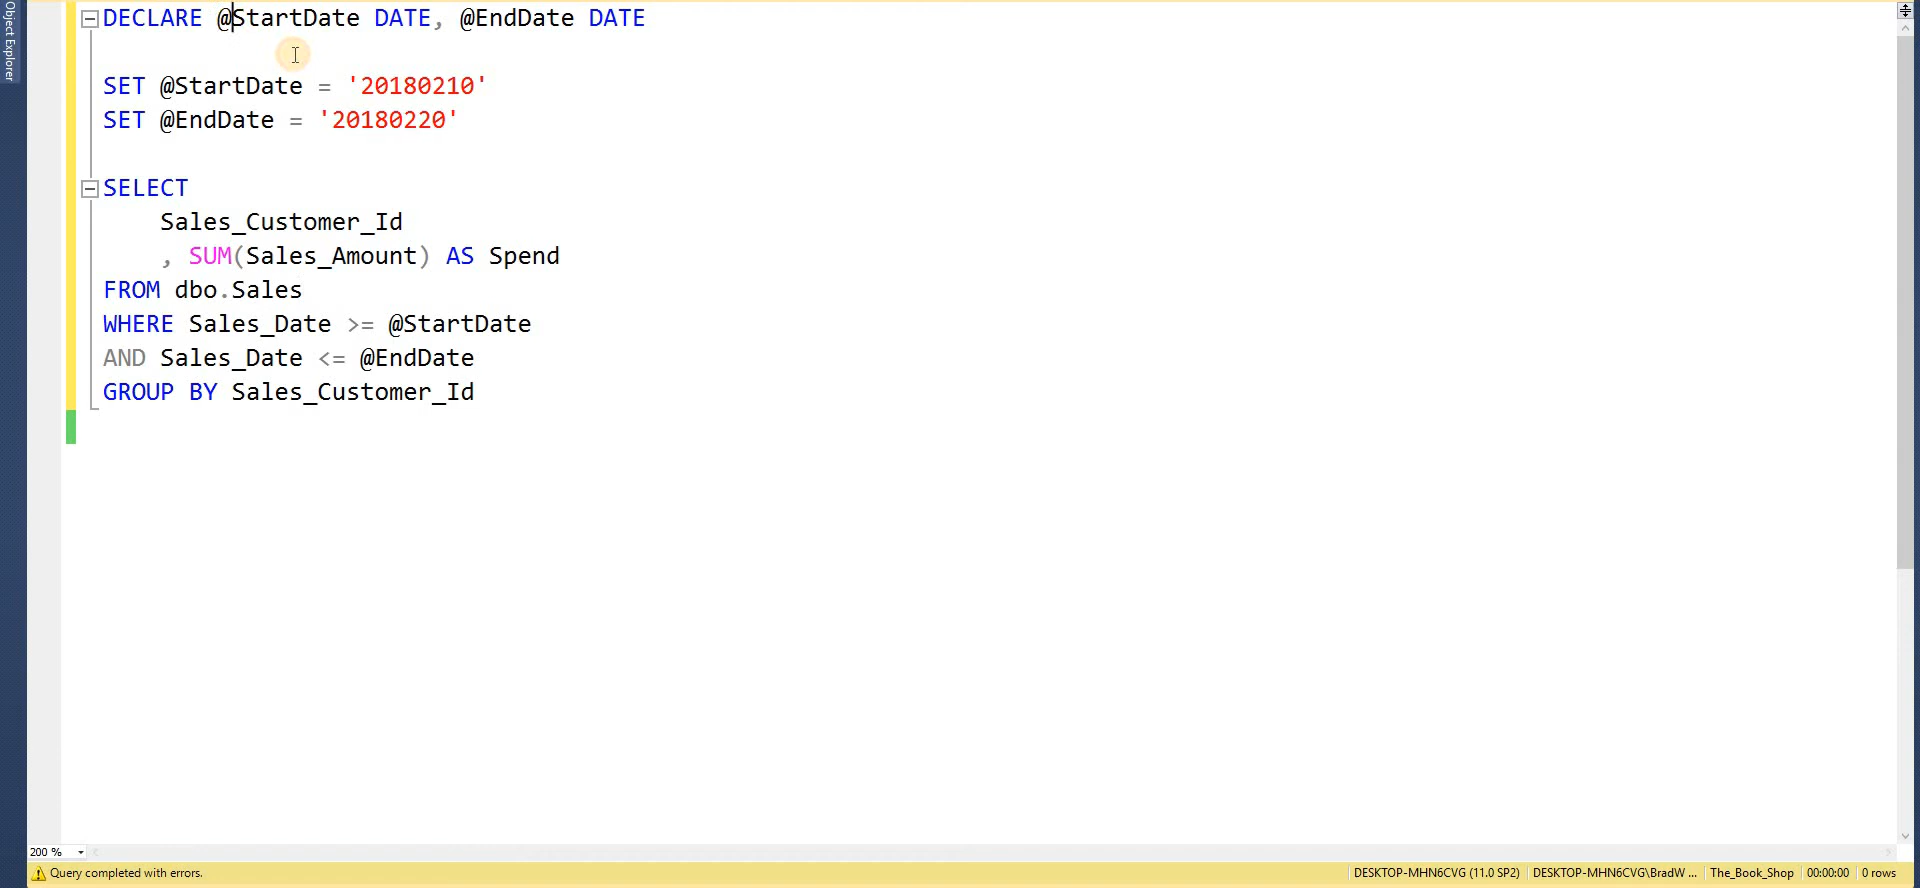 Object Explorer
DECLARE @StartDate DATE, @EndDate DATE
SET @StartDate = '20180210'
SET @EndDate = '20180220'
SELECT
Sales_Customer_Id
, SUM(Sales_Amount) AS Spend
FROM dbo.Sales
WHERE Sales_Date >= @StartDate
AND Sales_Date <= @EndDate
GROUP BY Sales_Customer_Id
200 %
Query completed with errors. DESKTOP-MHN6CVG (11.0 SP2) DESKTOP-MHN6CVG\BradW ... The_Book_Shop 00:00:00 0 rows